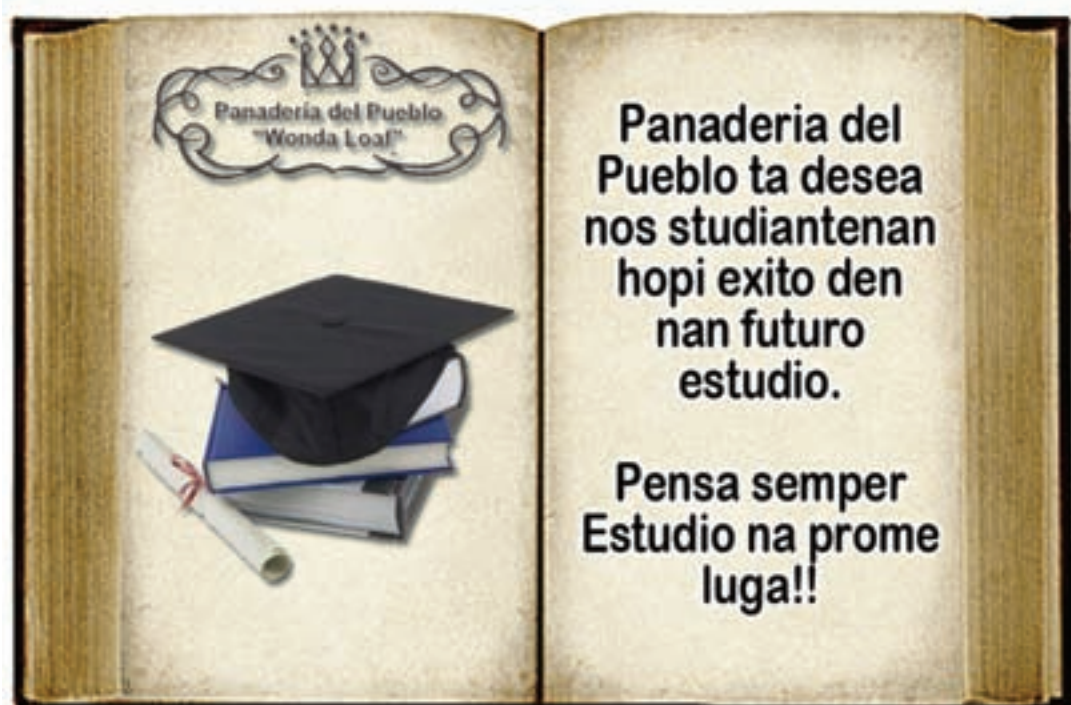 Panaderia del Pueblo
"Wonda Loaf"
Panaderia del
Pueblo ta desea
nos studiantenan
hopi exito den
nan futuro
estudio.
Pensa semper
Estudio na prome
luga!!